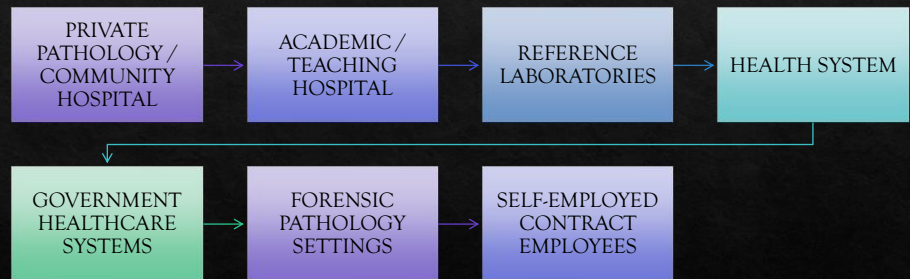 PRIVATE
PATHOLOGY /
COMMUNITY
HOSPITAL
ACADEMIC /
TEACHING
HOSPITAL
REFERENCE
LABORATORIES
HEALTH SYSTEM
GOVERNMENT
HEALTHCARE
SYSTEMS
FORENSIC
PATHOLOGY
SETTINGS
SELF-EMPLOYED
CONTRACT
EMPLOYEES